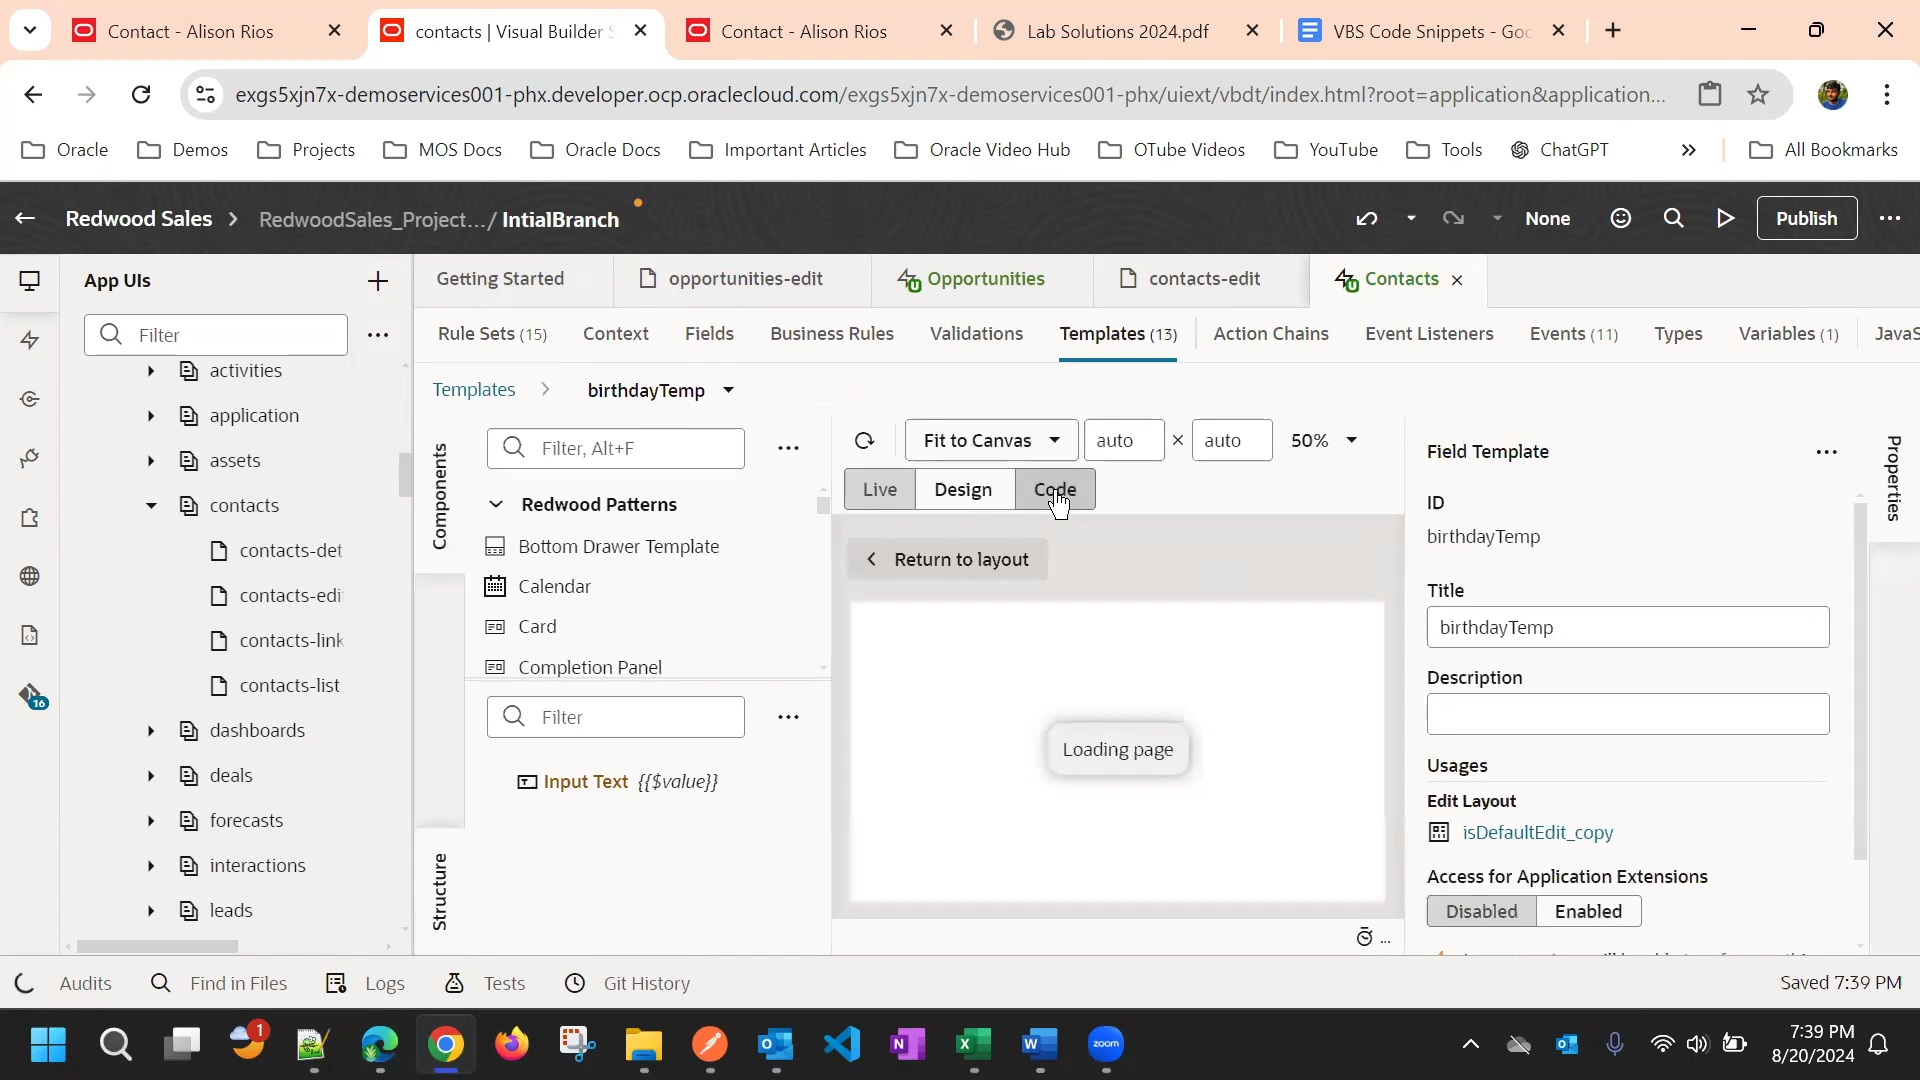 Contact - Alison Rios
contacts | Visual Builder S
Contact - Alison Rios
Lab Solutions 2024.pdf
VBS Code Snippets - Goo
exgs5xjn7x-demoservices001-phx.developer.ocp.oraclecloud.com/exgs5xjn7x-demoservices001-phx/uiext/vbdt/index.html?root=application&application...
Oracle
Demos
Projects
MOS Docs
Oracle Docs
Important Articles
Oracle Video Hub
OTube Videos
YouTube
Tools
ChatGPT
»
All Bookmarks
Redwood Sales
RedwoodSales_Project... / IntialBranch
None
Publish
App UIs
Getting Started
opportunities-edit
Opportunities
contacts-edit
Contacts
Filter
Rule Sets (15)
Context
Fields
Business Rules
Validations
Templates (13)
Action Chains
Event Listeners
Events (11)
Types
Variables (1)
JavaS
activities
application
assets
contacts
contacts-det
contacts-edi
contacts-link
contacts-list
dashboards
deals
forecasts
interactions
leads
16
Templates
birthdayTemp
Components
Filter, Alt+F
Redwood Patterns
Bottom Drawer Template
Calendar
Card
Completion Panel
Structure
Filter
Input Text {{$value}}
Fit to Canvas
auto × auto
50%
Live
Design
Code
Return to layout
Loading page
...
Properties
Field Template
ID
birthdayTemp
Title
birthdayTemp
Description
Usages
Edit Layout
isDefaultEdit_copy
Access for Application Extensions
Disabled
Enabled
Audits
Find in Files
Logs
Tests
Git History
Saved 7:39 PM
1
N
X
W
zoom
7:39 PM
8/20/2024